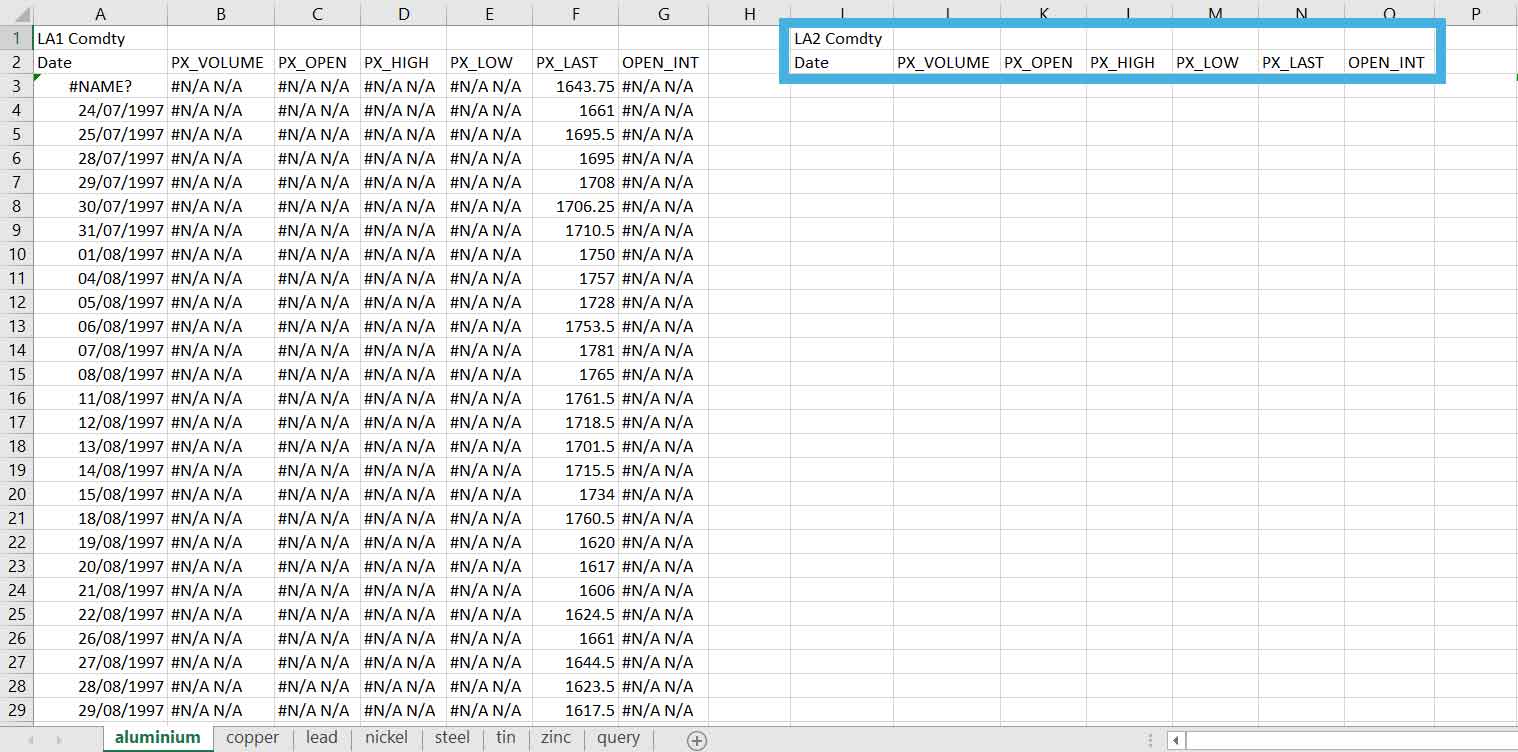 A B C D E F G H I J K L M N O P
1 LA1 Comdty LA2 Comdty
2 Date PX_VOLUME PX_OPEN PX_HIGH PX_LOW PX_LAST OPEN_INT Date PX_VOLUME PX_OPEN PX_HIGH PX_LOW PX_LAST OPEN_INT
3 #NAME? #N/A N/A #N/A N/A #N/A N/A #N/A N/A 1643.75 #N/A N/A
4 24/07/1997 #N/A N/A #N/A N/A #N/A N/A #N/A N/A 1661 #N/A N/A
5 25/07/1997 #N/A N/A #N/A N/A #N/A N/A #N/A N/A 1695.5 #N/A N/A
6 28/07/1997 #N/A N/A #N/A N/A #N/A N/A #N/A N/A 1695 #N/A N/A
7 29/07/1997 #N/A N/A #N/A N/A #N/A N/A #N/A N/A 1708 #N/A N/A
8 30/07/1997 #N/A N/A #N/A N/A #N/A N/A #N/A N/A 1706.25 #N/A N/A
9 31/07/1997 #N/A N/A #N/A N/A #N/A N/A #N/A N/A 1710.5 #N/A N/A
10 01/08/1997 #N/A N/A #N/A N/A #N/A N/A #N/A N/A 1750 #N/A N/A
11 04/08/1997 #N/A N/A #N/A N/A #N/A N/A #N/A N/A 1757 #N/A N/A
12 05/08/1997 #N/A N/A #N/A N/A #N/A N/A #N/A N/A 1728 #N/A N/A
13 06/08/1997 #N/A N/A #N/A N/A #N/A N/A #N/A N/A 1753.5 #N/A N/A
14 07/08/1997 #N/A N/A #N/A N/A #N/A N/A #N/A N/A 1781 #N/A N/A
15 08/08/1997 #N/A N/A #N/A N/A #N/A N/A #N/A N/A 1765 #N/A N/A
16 11/08/1997 #N/A N/A #N/A N/A #N/A N/A #N/A N/A 1761.5 #N/A N/A
17 12/08/1997 #N/A N/A #N/A N/A #N/A N/A #N/A N/A 1718.5 #N/A N/A
18 13/08/1997 #N/A N/A #N/A N/A #N/A N/A #N/A N/A 1701.5 #N/A N/A
19 14/08/1997 #N/A N/A #N/A N/A #N/A N/A #N/A N/A 1715.5 #N/A N/A
20 15/08/1997 #N/A N/A #N/A N/A #N/A N/A #N/A N/A 1734 #N/A N/A
21 18/08/1997 #N/A N/A #N/A N/A #N/A N/A #N/A N/A 1760.5 #N/A N/A
22 19/08/1997 #N/A N/A #N/A N/A #N/A N/A #N/A N/A 1620 #N/A N/A
23 20/08/1997 #N/A N/A #N/A N/A #N/A N/A #N/A N/A 1617 #N/A N/A
24 21/08/1997 #N/A N/A #N/A N/A #N/A N/A #N/A N/A 1606 #N/A N/A
25 22/08/1997 #N/A N/A #N/A N/A #N/A N/A #N/A N/A 1624.5 #N/A N/A
26 26/08/1997 #N/A N/A #N/A N/A #N/A N/A #N/A N/A 1661 #N/A N/A
27 27/08/1997 #N/A N/A #N/A N/A #N/A N/A #N/A N/A 1644.5 #N/A N/A
28 28/08/1997 #N/A N/A #N/A N/A #N/A N/A #N/A N/A 1623.5 #N/A N/A
29 29/08/1997 #N/A N/A #N/A N/A #N/A N/A #N/A N/A 1617.5 #N/A N/A
aluminium copper lead nickel steel tin zinc query